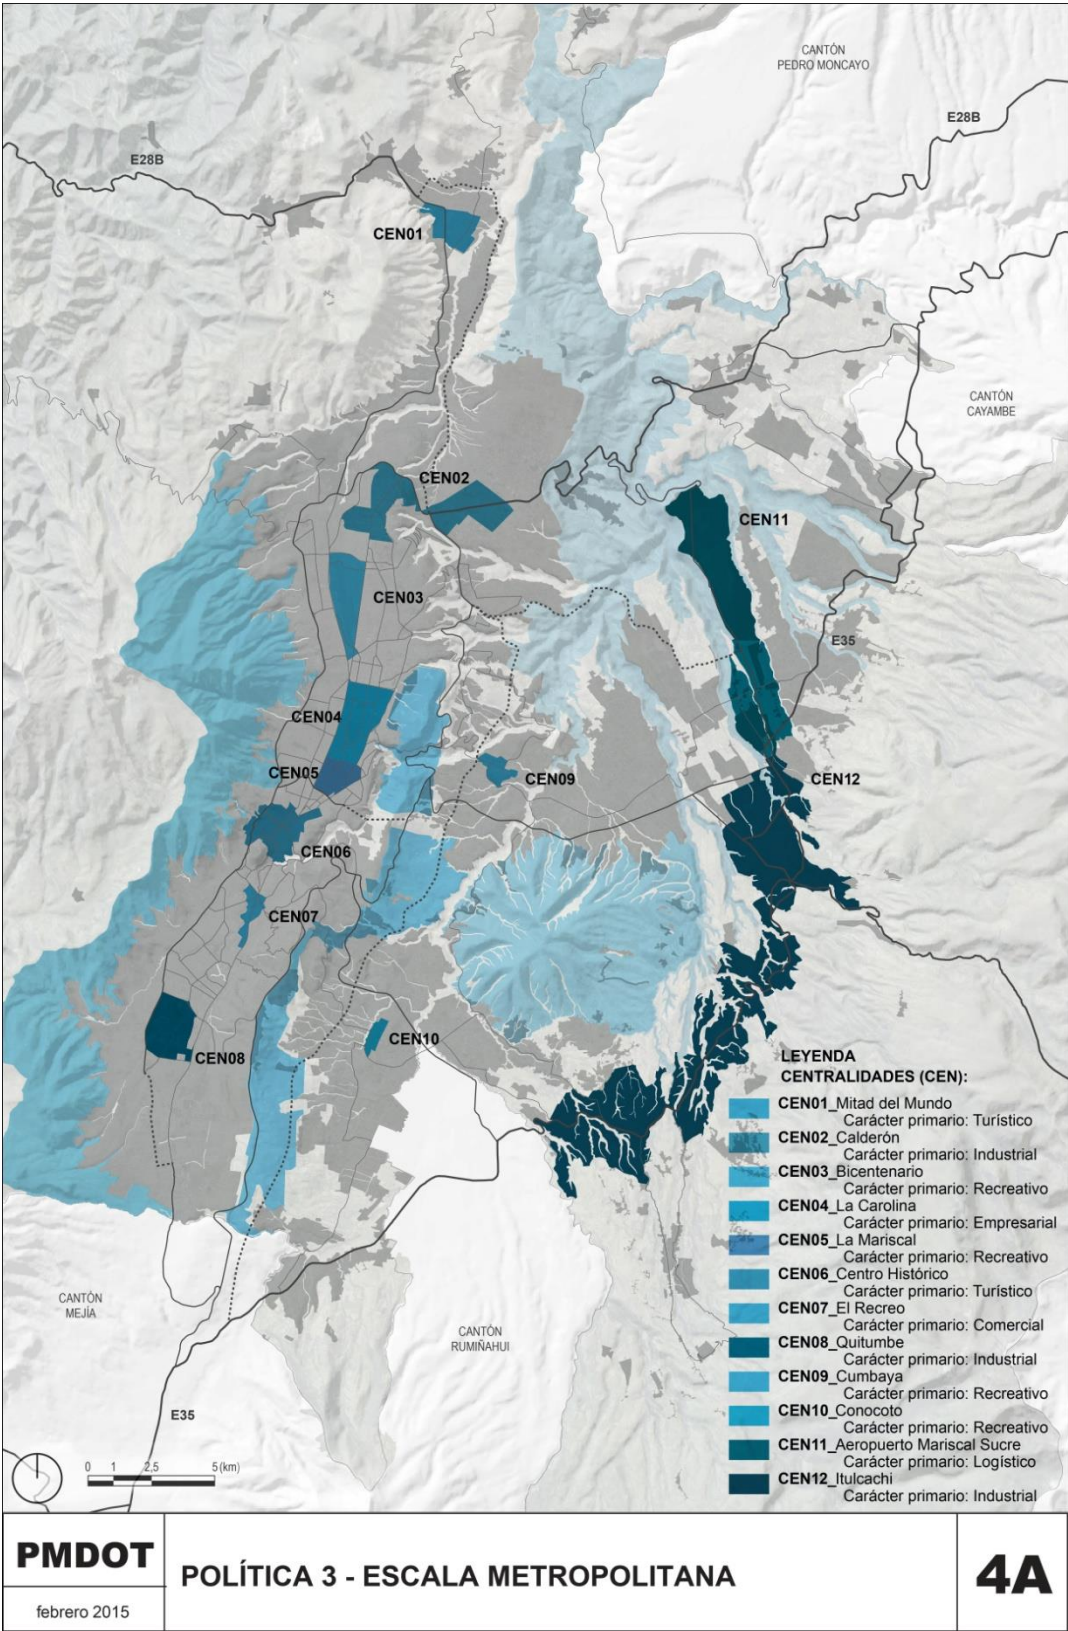 CANTÓN
PEDRO MONCAYO
E28B
E28B
CEN01
CANTÓN
CAYAMBE
CEN02
CEN11
CEN03
E35
CEN04
CEN05
CEN09
CEN12
CEN06
CEN07
CEN10
CEN08
LEYENDA
CENTRALIDADES (CEN):
CEN01_Mitad del Mundo
Carácter primario: Turístico
CEN02_Calderón
Carácter primario: Industrial
CEN03_Bicentenario
Carácter primario: Recreativo
CEN04_La Carolina
Carácter primario: Empresarial
CEN05_La Mariscal
Carácter primario: Recreativo
CEN06_Centro Histórico
Carácter primario: Turístico
CEN07_El Recreo
Carácter primario: Comercial
CEN08_Quitumbe
Carácter primario: Industrial
CEN09_Cumbaya
Carácter primario: Recreativo
CEN10_Conocoto
Carácter primario: Recreativo
CEN11_Aeropuerto Mariscal Sucre
Carácter primario: Logístico
CEN12_Itulcachi
Carácter primario: Industrial
CANTÓN
MEJÍA
CANTÓN
RUMIÑAHUI
E35
0 1 2,5 5 (km)
PMDOT
febrero 2015
POLÍTICA 3 - ESCALA METROPOLITANA
4A